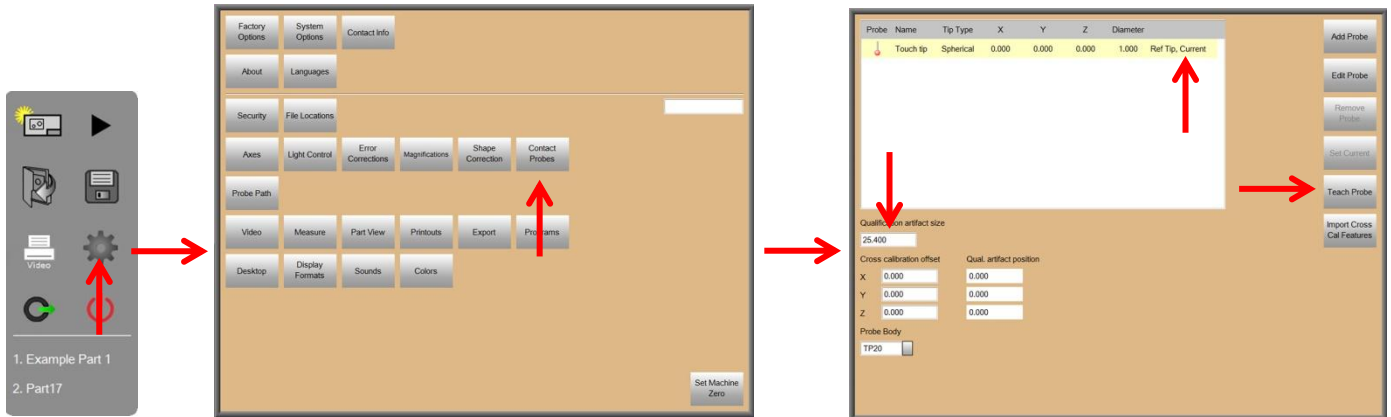 Video
1. Example Part 1
2. Part17
Factory Options
System Options
Contact Info
About
Languages
Security
File Locations
Axes
Light Control
Error Corrections
Magnifications
Shape Correction
Contact Probes
Probe Path
Video
Measure
Part View
Printouts
Export
Programs
Desktop
Display Formats
Sounds
Colors
Set Machine Zero
Probe Name Tip Type X Y Z Diameter
Touch tip Spherical 0.000 0.000 0.000 1.000 Ref Tip, Current
Add Probe
Edit Probe
Remove Probe
Set Current
Teach Probe
Import Cross Cal Features
Qualification artifact size
25.400
Cross calibration offset Qual. artifact position
X 0.000 0.000
Y 0.000 0.000
Z 0.000 0.000
Probe Body
TP20